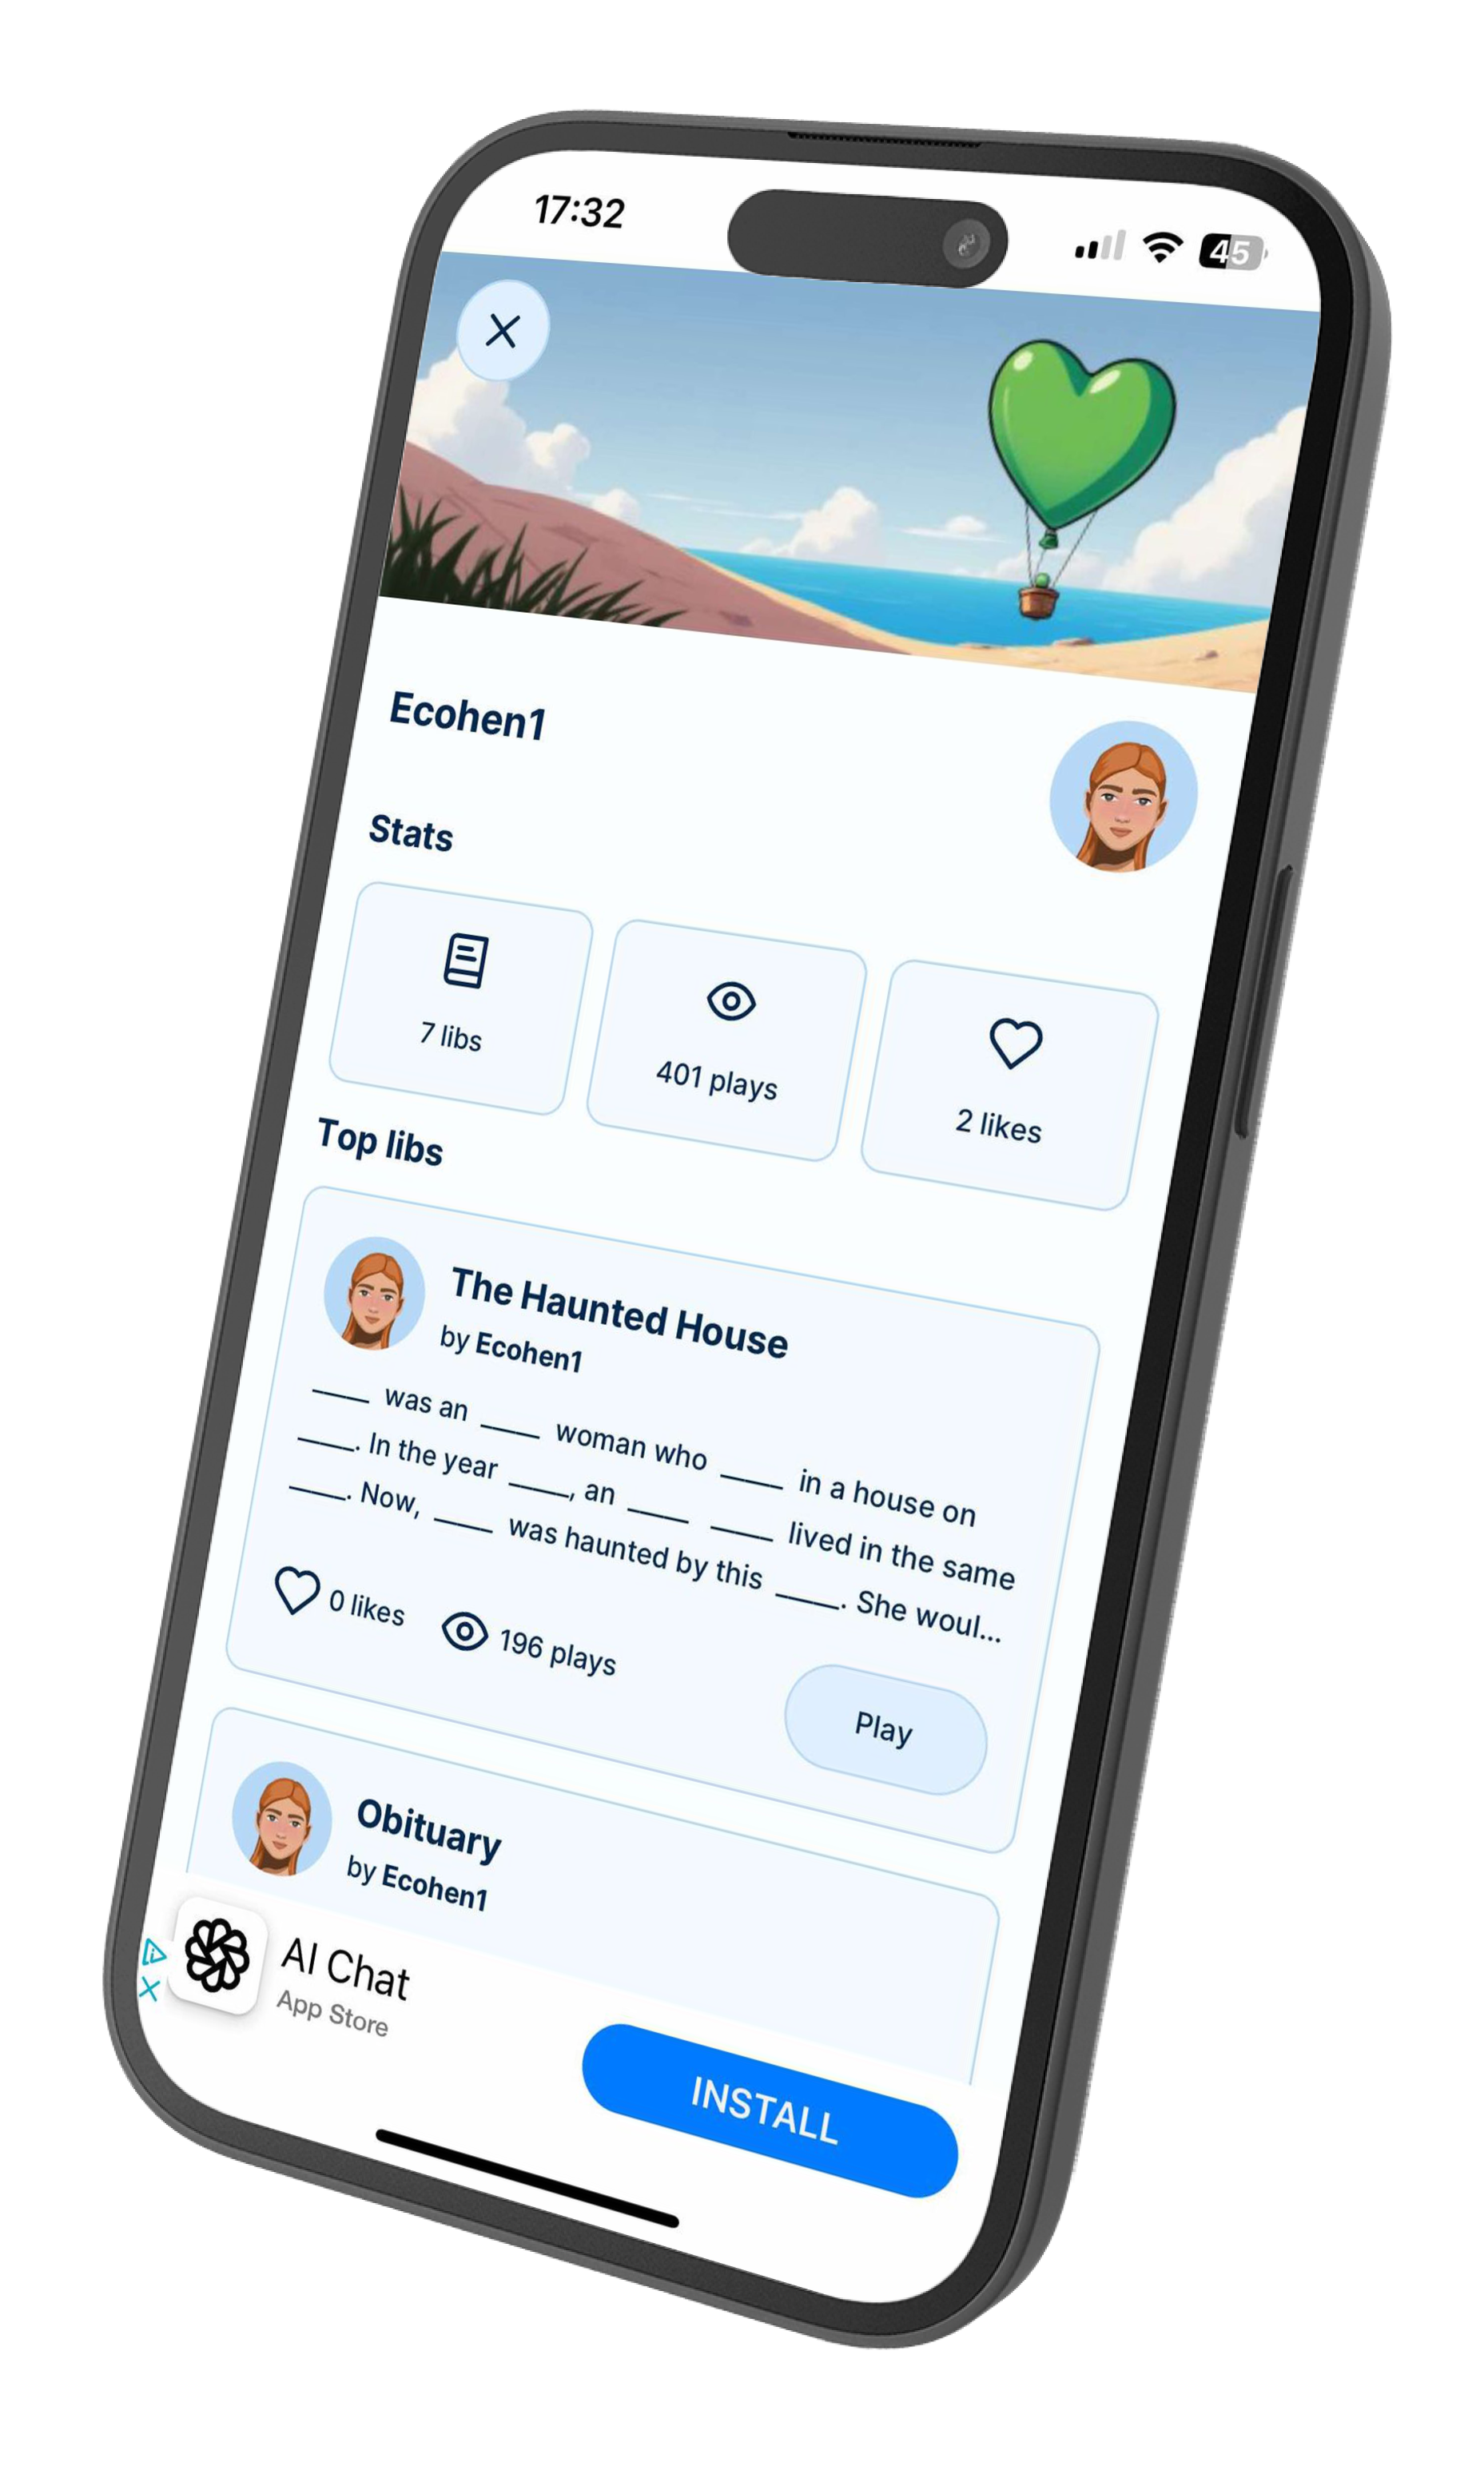 17:32
45
Ecohen1
Stats
7 libs
401 plays
2 likes
Top libs
The Haunted House
by Ecohen1
____ was an ____ woman who ____ in a house on
____. In the year ____, an ____ ____ lived in the same
____. Now, ____ was haunted by this ____. She woul...
0 likes
196 plays
Play
Obituary
by Ecohen1
AI Chat
App Store
INSTALL